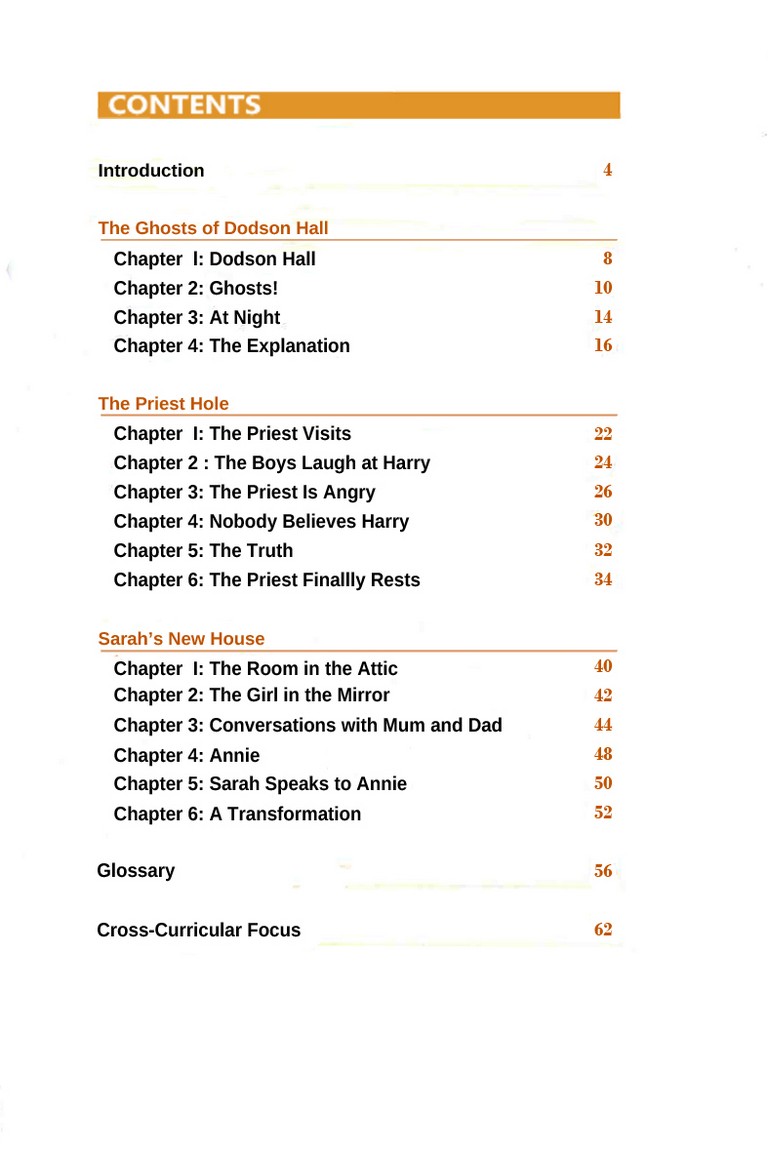 CONTENTS
Introduction 4
The Ghosts of Dodson Hall
Chapter l: Dodson Hall 8
Chapter 2: Ghosts! 10
Chapter 3: At Night 14
Chapter 4: The Explanation 16
The Priest Hole
Chapter I: The Priest Visits 22
Chapter 2 : The Boys Laugh at Harry 24
Chapter 3: The Priest Is Angry 26
Chapter 4: Nobody Believes Harry 30
Chapter 5: The Truth 32
Chapter 6: The Priest Finallly Rests 34
Sarah’s New House
Chapter I: The Room in the Attic 40
Chapter 2: The Girl in the Mirror 42
Chapter 3: Conversations with Mum and Dad 44
Chapter 4: Annie 48
Chapter 5: Sarah Speaks to Annie 50
Chapter 6: A Transformation 52
Glossary 56
Cross-Curricular Focus 62